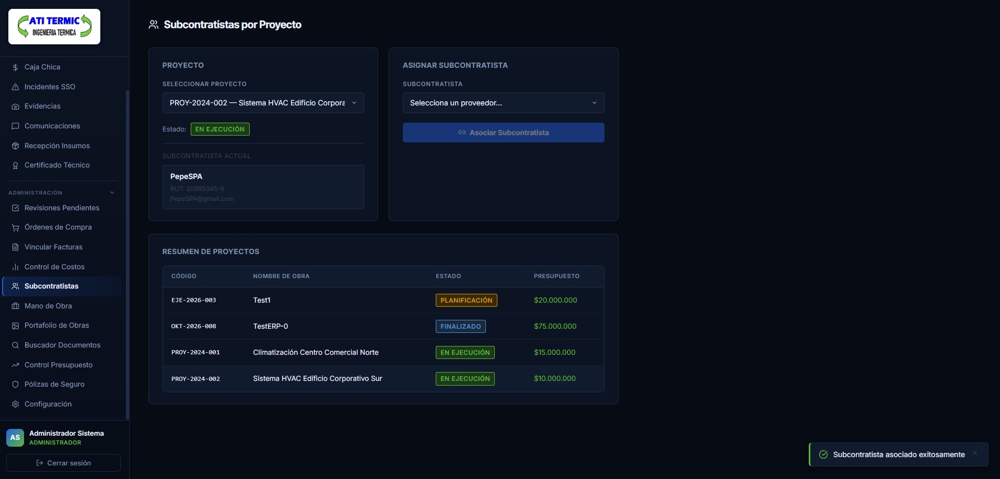 ATI TERMIC
INGENIERIA TERMICA
Caja Chica
Incidentes SSO
Evidencias
Comunicaciones
Recepción Insumos
Certificado Técnico
ADMINISTRACIÓN
Revisiones Pendientes
Órdenes de Compra
Vincular Facturas
Control de Costos
Subcontratistas
Mano de Obra
Portafolio de Obras
Buscador Documentos
Control Presupuesto
Pólizas de Seguro
Configuración
AS
Administrador Sistema
ADMINISTRADOR
Cerrar sesión
Subcontratistas por Proyecto
PROYECTO
SELECCIONAR PROYECTO
PROY-2024-002 — Sistema HVAC Edificio Corpora
Estado: EN EJECUCIÓN
SUBCONTRATISTA ACTUAL
PepeSPA
RUT: 20995345-9
PepeSPA@gmail.com
ASIGNAR SUBCONTRATISTA
SUBCONTRATISTA
Selecciona un proveedor...
Asociar Subcontratista
RESUMEN DE PROYECTOS
CÓDIGO NOMBRE DE OBRA ESTADO PRESUPUESTO
EJE-2026-003 Test1 PLANIFICACIÓN $20.000.000
OKT-2026-008 TestERP-0 FINALIZADO $75.000.000
PROY-2024-001 Climatización Centro Comercial Norte EN EJECUCIÓN $15.000.000
PROY-2024-002 Sistema HVAC Edificio Corporativo Sur EN EJECUCIÓN $10.000.000
Subcontratista asociado exitosamente